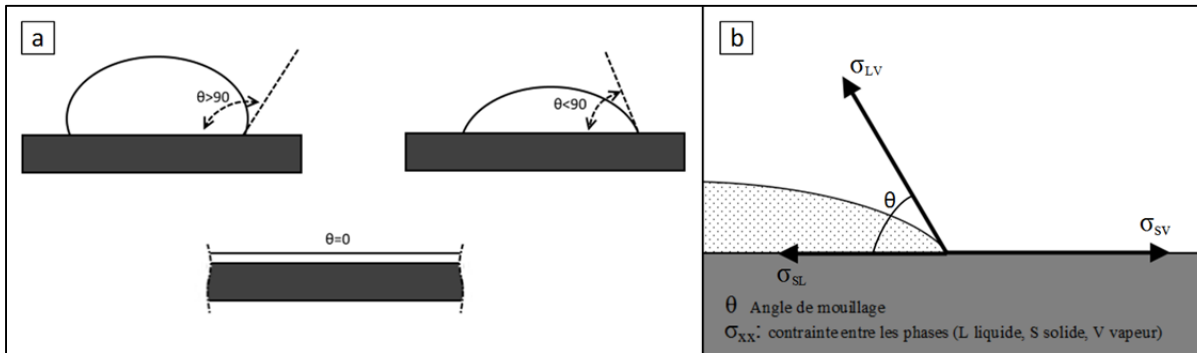 a
θ>90
θ<90
θ=0
b
σLV
θ
σSV
σSL
θ Angle de mouillage
σxx: contrainte entre les phases (L liquide, S solide, V vapeur)